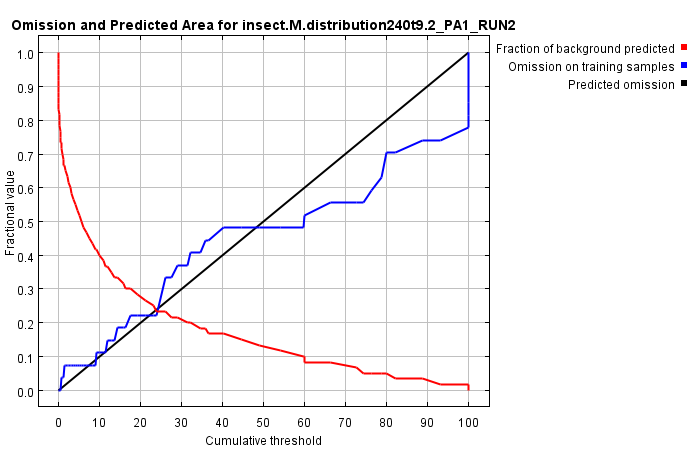 Omission and Predicted Area for insect.M.distribution240t9.2_PA1_RUN2
Fraction of background predicted
Omission on training samples
Predicted omission
Fractional value
1.0
0.9
0.8
0.7
0.6
0.5
0.4
0.3
0.2
0.1
0.0
0 10 20 30 40 50 60 70 80 90 100
Cumulative threshold